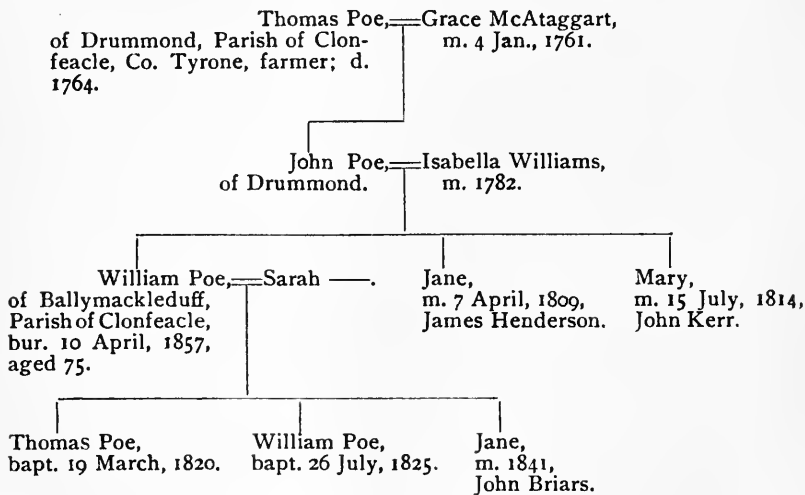 Thomas Poe,
of Drummond, Parish of Clon-
feacle, Co. Tyrone, farmer; d.
1764.
Grace McAtaggart,
m. 4 Jan., 1761.
John Poe,
of Drummond.
Isabella Williams,
m. 1782.
William Poe,
of Ballymackleduff,
Parish of Clonfeacle,
bur. 10 April, 1857,
aged 75.
Sarah —.
Jane,
m. 7 April, 1809,
James Henderson.
Mary,
m. 15 July, 1814,
John Kerr.
Thomas Poe,
bapt. 19 March, 1820.
William Poe,
bapt. 26 July, 1825.
Jane,
m. 1841,
John Briars.